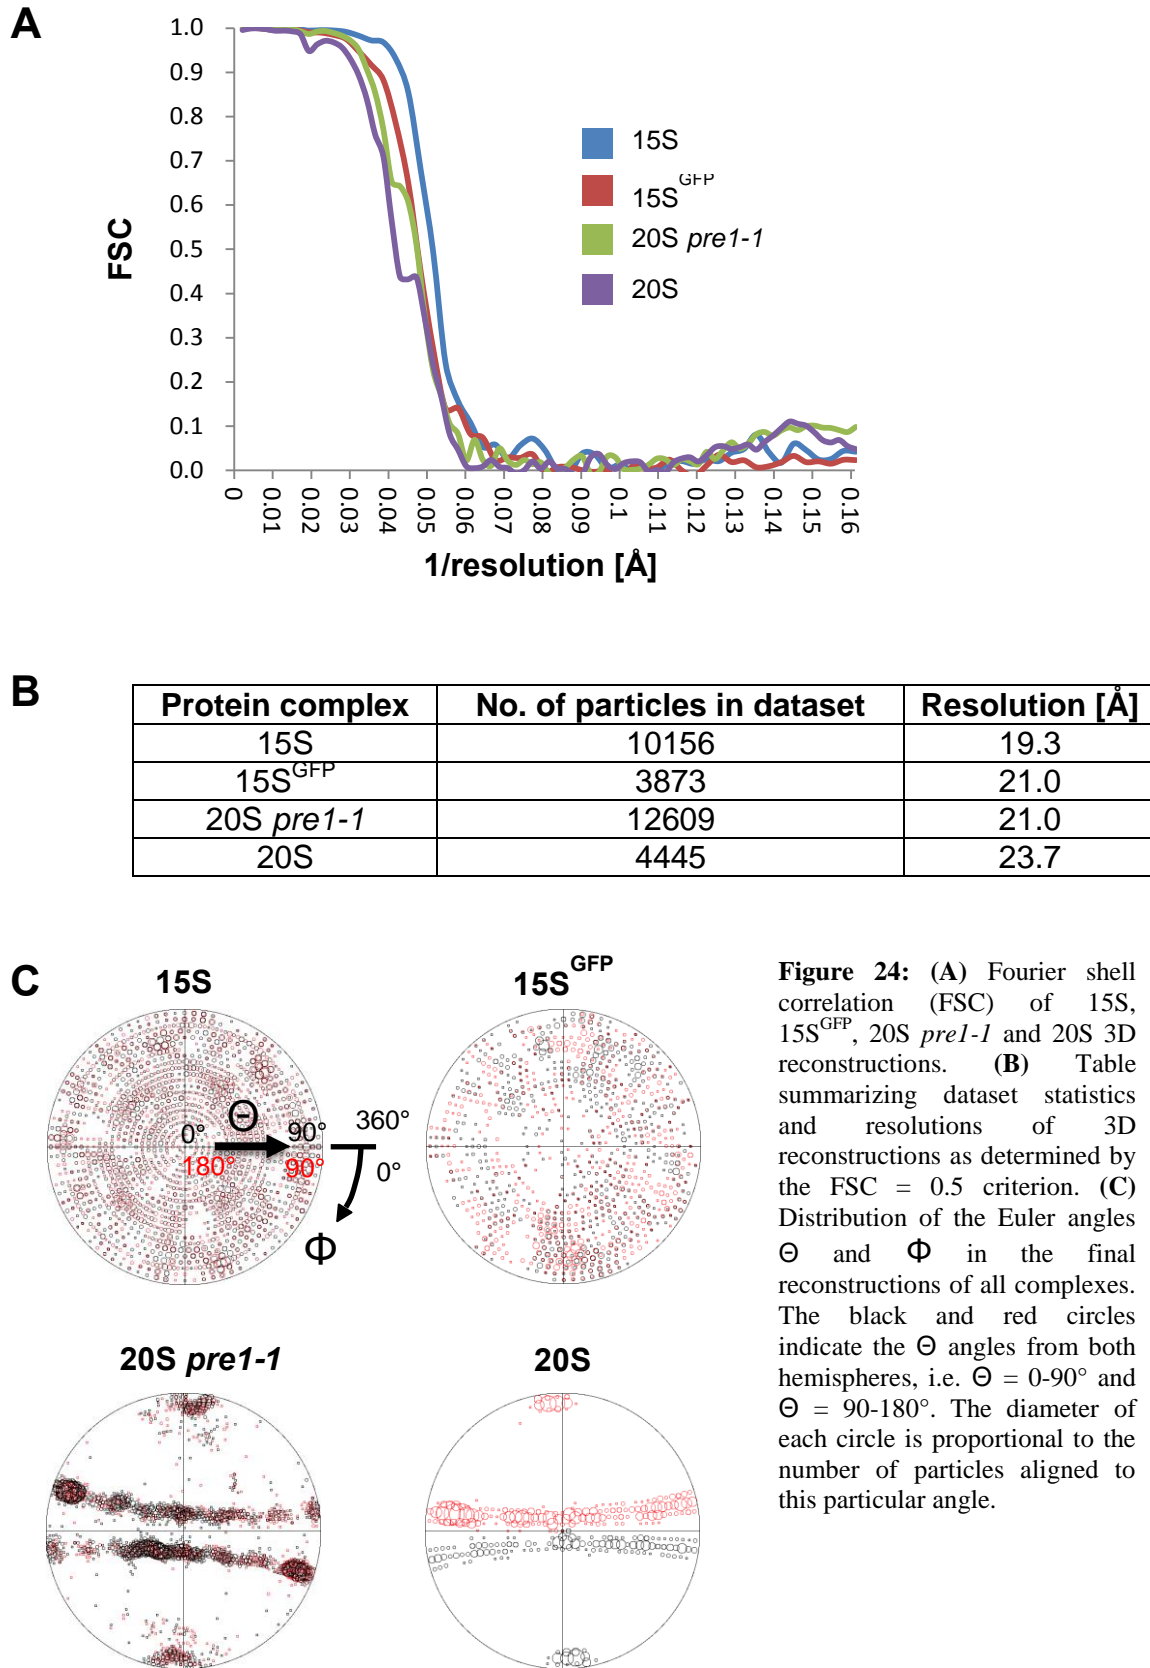 A
1.0
0.9
0.8
0.7
0.6
0.5
0.4
0.3
0.2
0.1
0.0
FSC
0
0.01
0.02
0.03
0.04
0.05
0.06
0.07
0.08
0.09
0.1
0.11
0.12
0.13
0.14
0.15
0.16
1/resolution [Å]
15S
15S^GFP
20S pre1-1
20S
B
Protein complex No. of particles in dataset Resolution [Å]
15S 10156 19.3
15S^GFP 3873 21.0
20S pre1-1 12609 21.0
20S 4445 23.7
C
15S
Θ
0° 90° 360°
180° 90° 0°
Φ
15S^GFP
20S pre1-1
20S
Figure 24: (A) Fourier shell
correlation (FSC) of 15S,
15S^GFP, 20S pre1-1 and 20S 3D
reconstructions. (B) Table
summarizing dataset statistics
and resolutions of 3D
reconstructions as determined by
the FSC = 0.5 criterion. (C)
Distribution of the Euler angles
Θ and Φ in the final
reconstructions of all complexes.
The black and red circles
indicate the Θ angles from both
hemispheres, i.e. Θ = 0-90° and
Θ = 90-180°. The diameter of
each circle is proportional to the
number of particles aligned to
this particular angle.